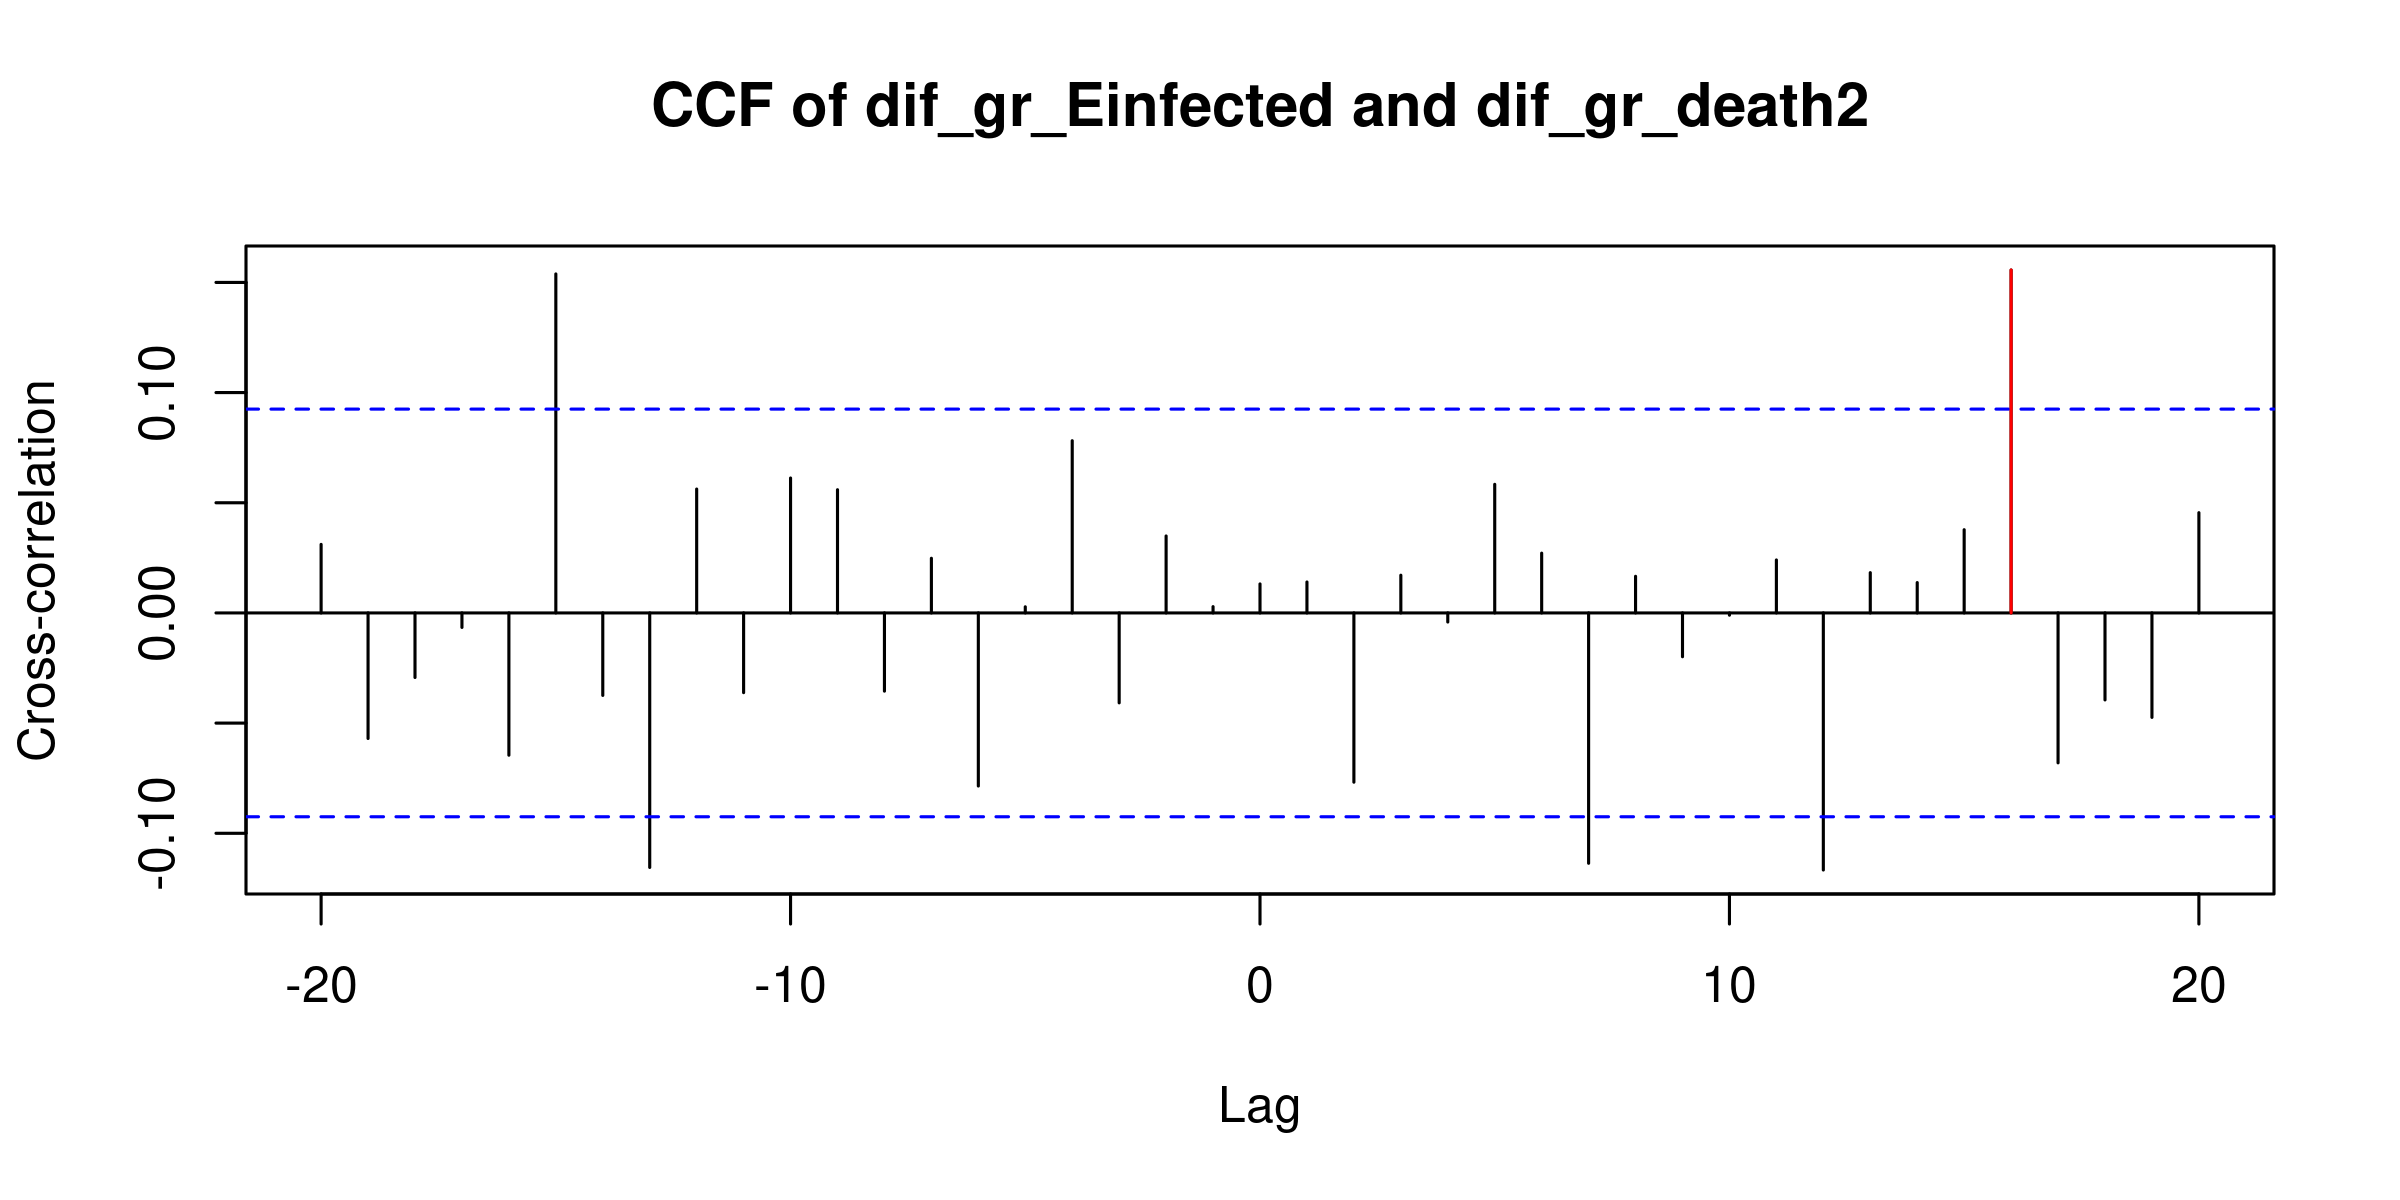 CCF of dif_gr_Einfected and dif_gr_death2
Cross-correlation
0.10
0.00
-0.10
-20 -10 0 10 20
Lag